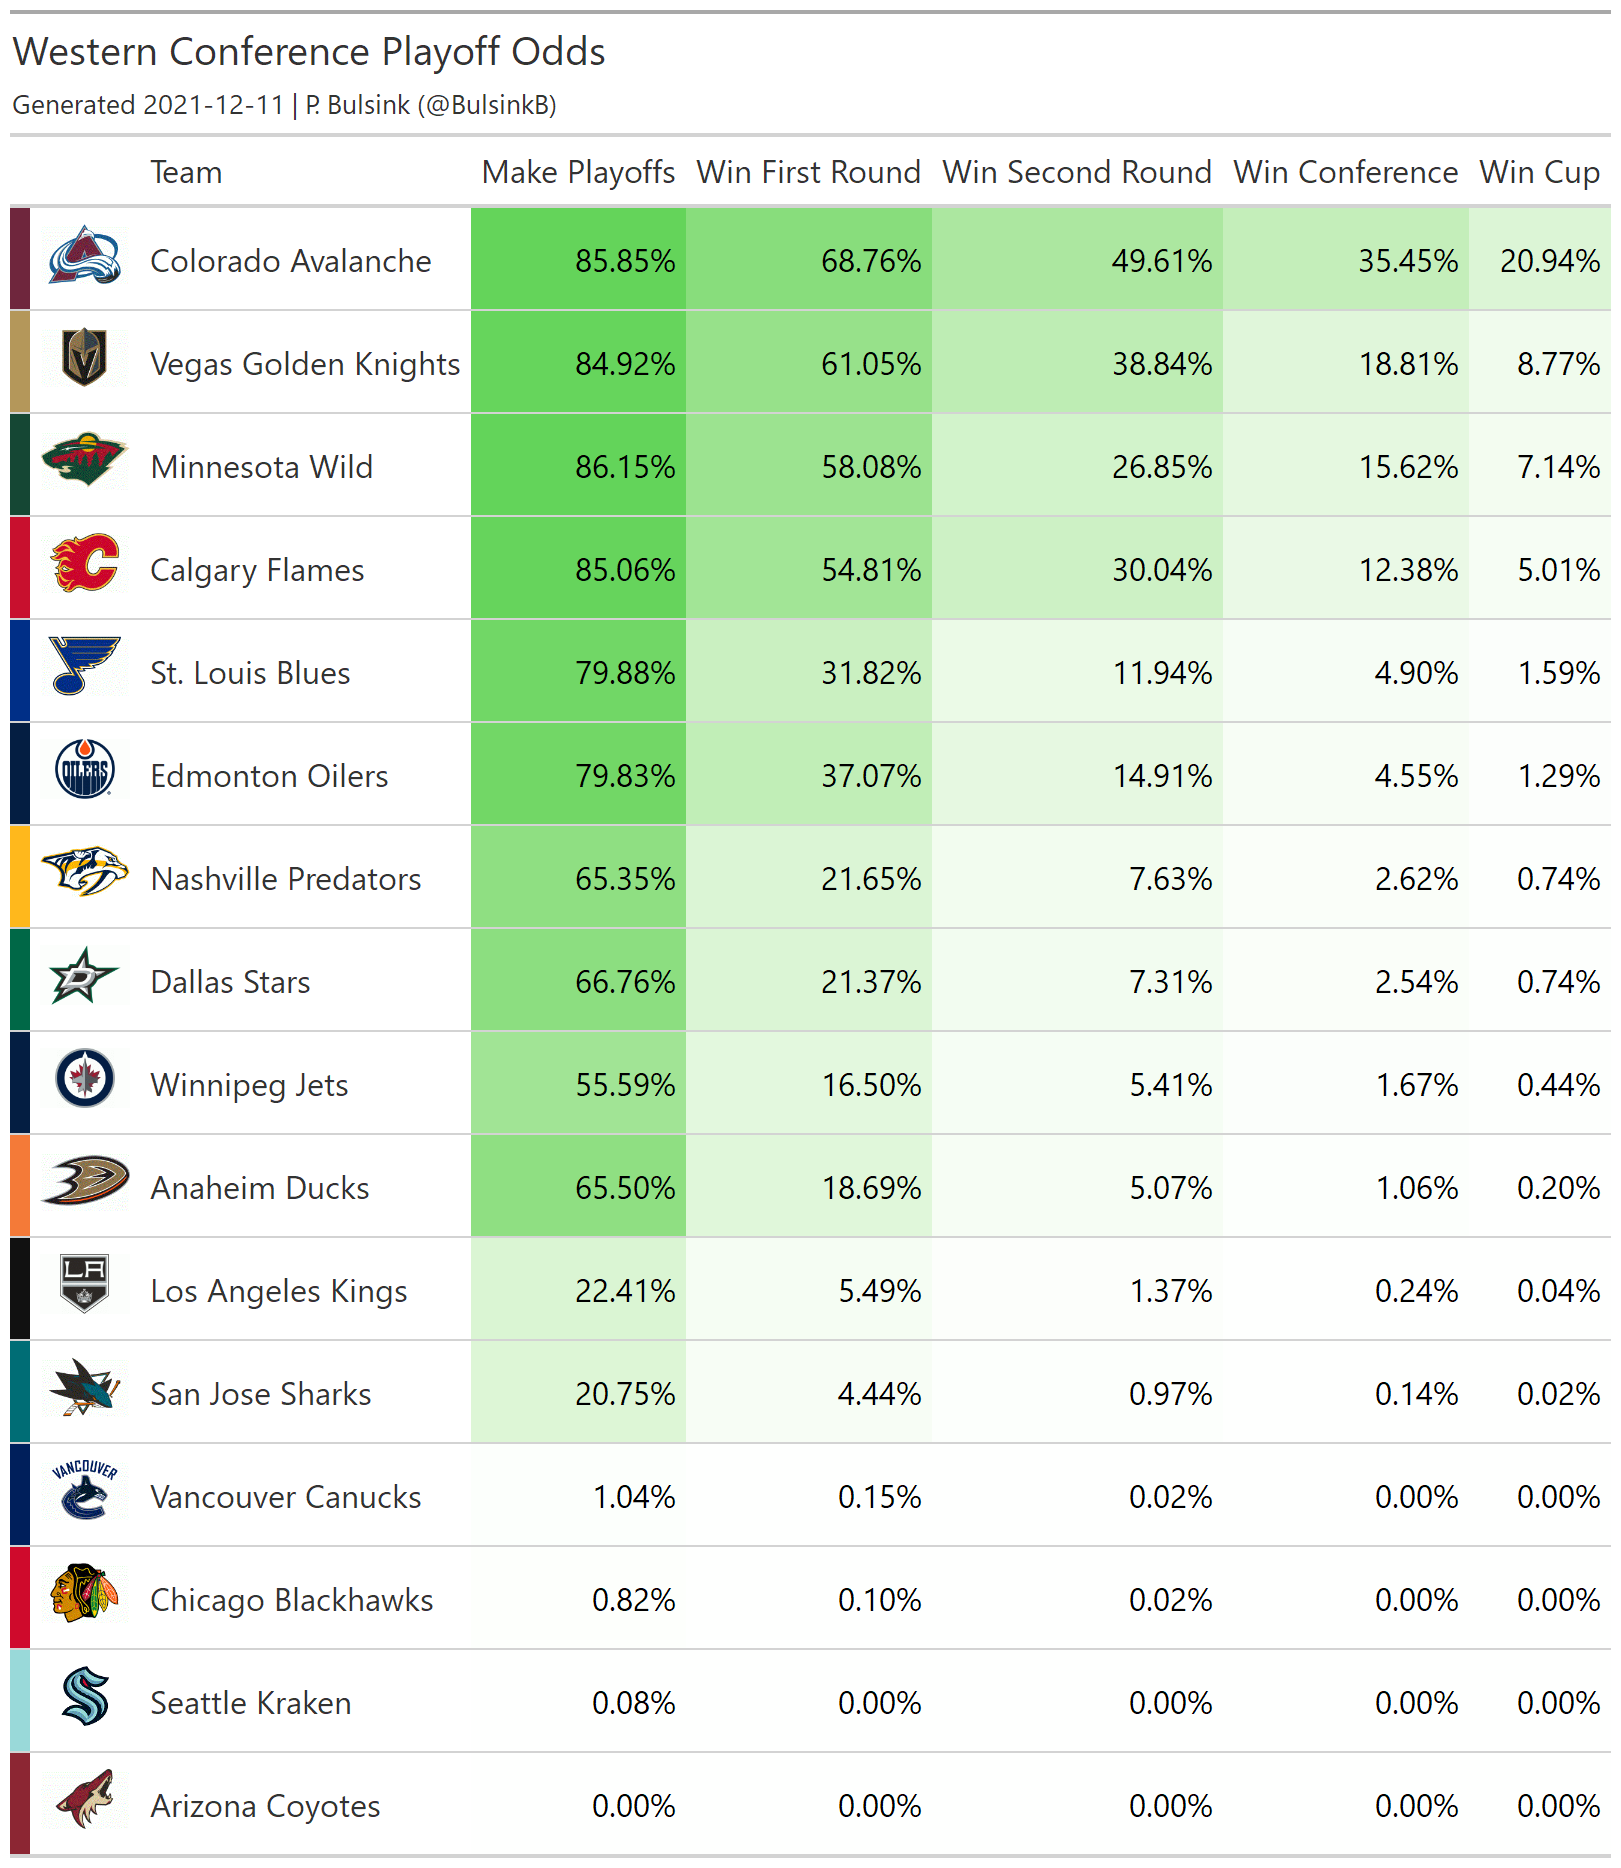 Western Conference Playoff Odds
Generated 2021-12-11 | P. Bulsink (@BulsinkB)
Team Make Playoffs Win First Round Win Second Round Win Conference Win Cup
Colorado Avalanche 85.85% 68.76% 49.61% 35.45% 20.94%
Vegas Golden Knights 84.92% 61.05% 38.84% 18.81% 8.77%
Minnesota Wild 86.15% 58.08% 26.85% 15.62% 7.14%
Calgary Flames 85.06% 54.81% 30.04% 12.38% 5.01%
St. Louis Blues 79.88% 31.82% 11.94% 4.90% 1.59%
OILERS Edmonton Oilers 79.83% 37.07% 14.91% 4.55% 1.29%
Nashville Predators 65.35% 21.65% 7.63% 2.62% 0.74%
D Dallas Stars 66.76% 21.37% 7.31% 2.54% 0.74%
Winnipeg Jets 55.59% 16.50% 5.41% 1.67% 0.44%
Anaheim Ducks 65.50% 18.69% 5.07% 1.06% 0.20%
LA Los Angeles Kings 22.41% 5.49% 1.37% 0.24% 0.04%
San Jose Sharks 20.75% 4.44% 0.97% 0.14% 0.02%
VANCOUVER Vancouver Canucks 1.04% 0.15% 0.02% 0.00% 0.00%
Chicago Blackhawks 0.82% 0.10% 0.02% 0.00% 0.00%
Seattle Kraken 0.08% 0.00% 0.00% 0.00% 0.00%
Arizona Coyotes 0.00% 0.00% 0.00% 0.00% 0.00%